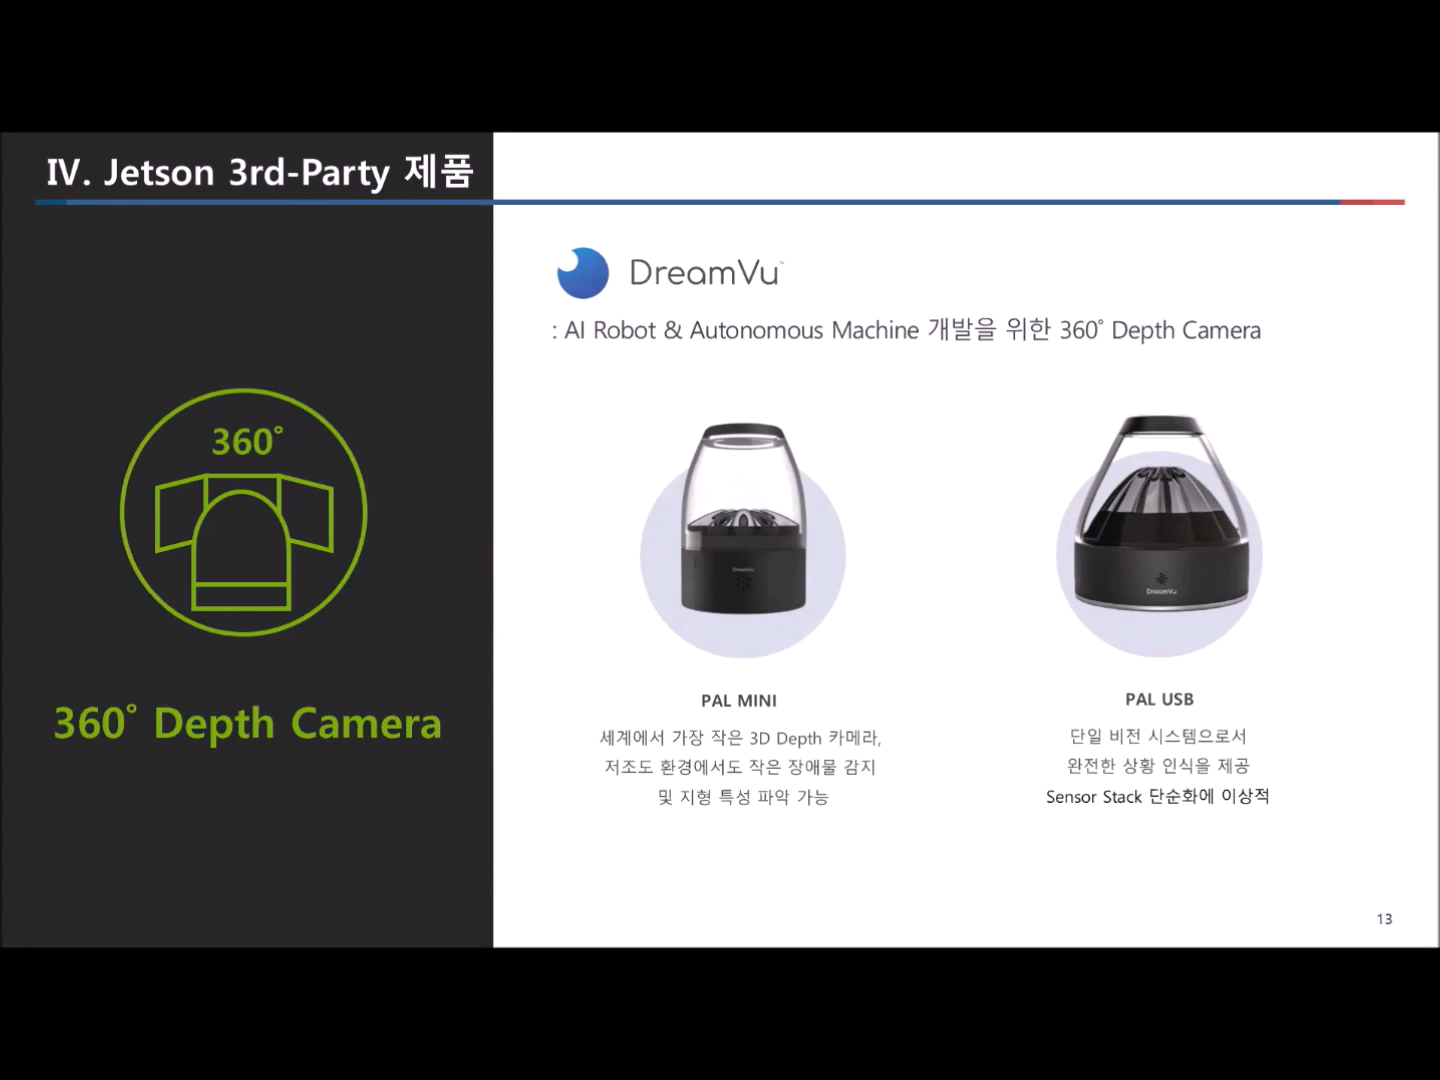 IV. Jetson 3rd-Party 제품
360˚
360˚ Depth Camera
DreamVu™
: AI Robot & Autonomous Machine 개발을 위한 360˚ Depth Camera
DreamVu
DreamVu
PAL MINI
세계에서 가장 작은 3D Depth 카메라,
저조도 환경에서도 작은 장애물 감지
및 지형 특성 파악 가능
PAL USB
단일 비전 시스템으로서
완전한 상황 인식을 제공
Sensor Stack 단순화에 이상적
13